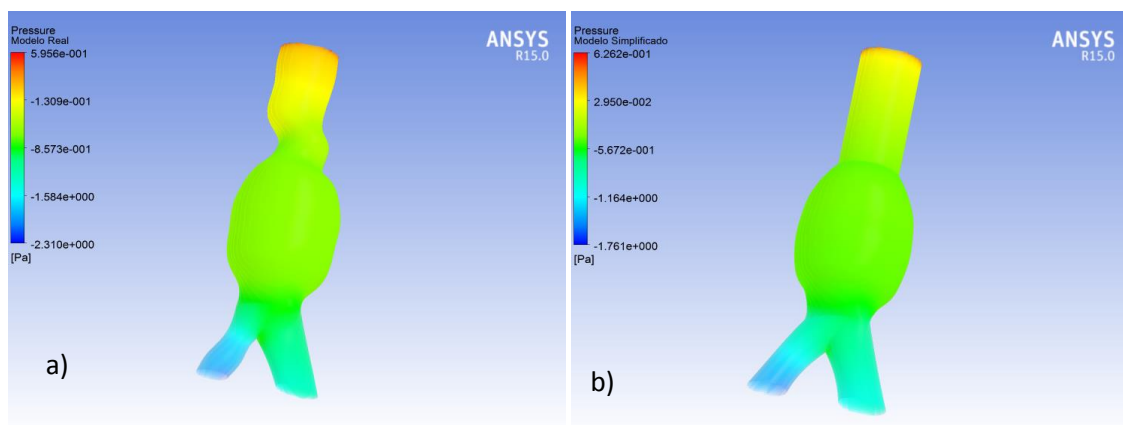 Pressure
Modelo Real
5.956e-001
-1.309e-001
-8.573e-001
-1.584e+000
-2.310e+000
[Pa]
ANSYS
R15.0
a)
Pressure
Modelo Simplificado
6.262e-001
2.950e-002
-5.672e-001
-1.164e+000
-1.761e+000
[Pa]
ANSYS
R15.0
b)